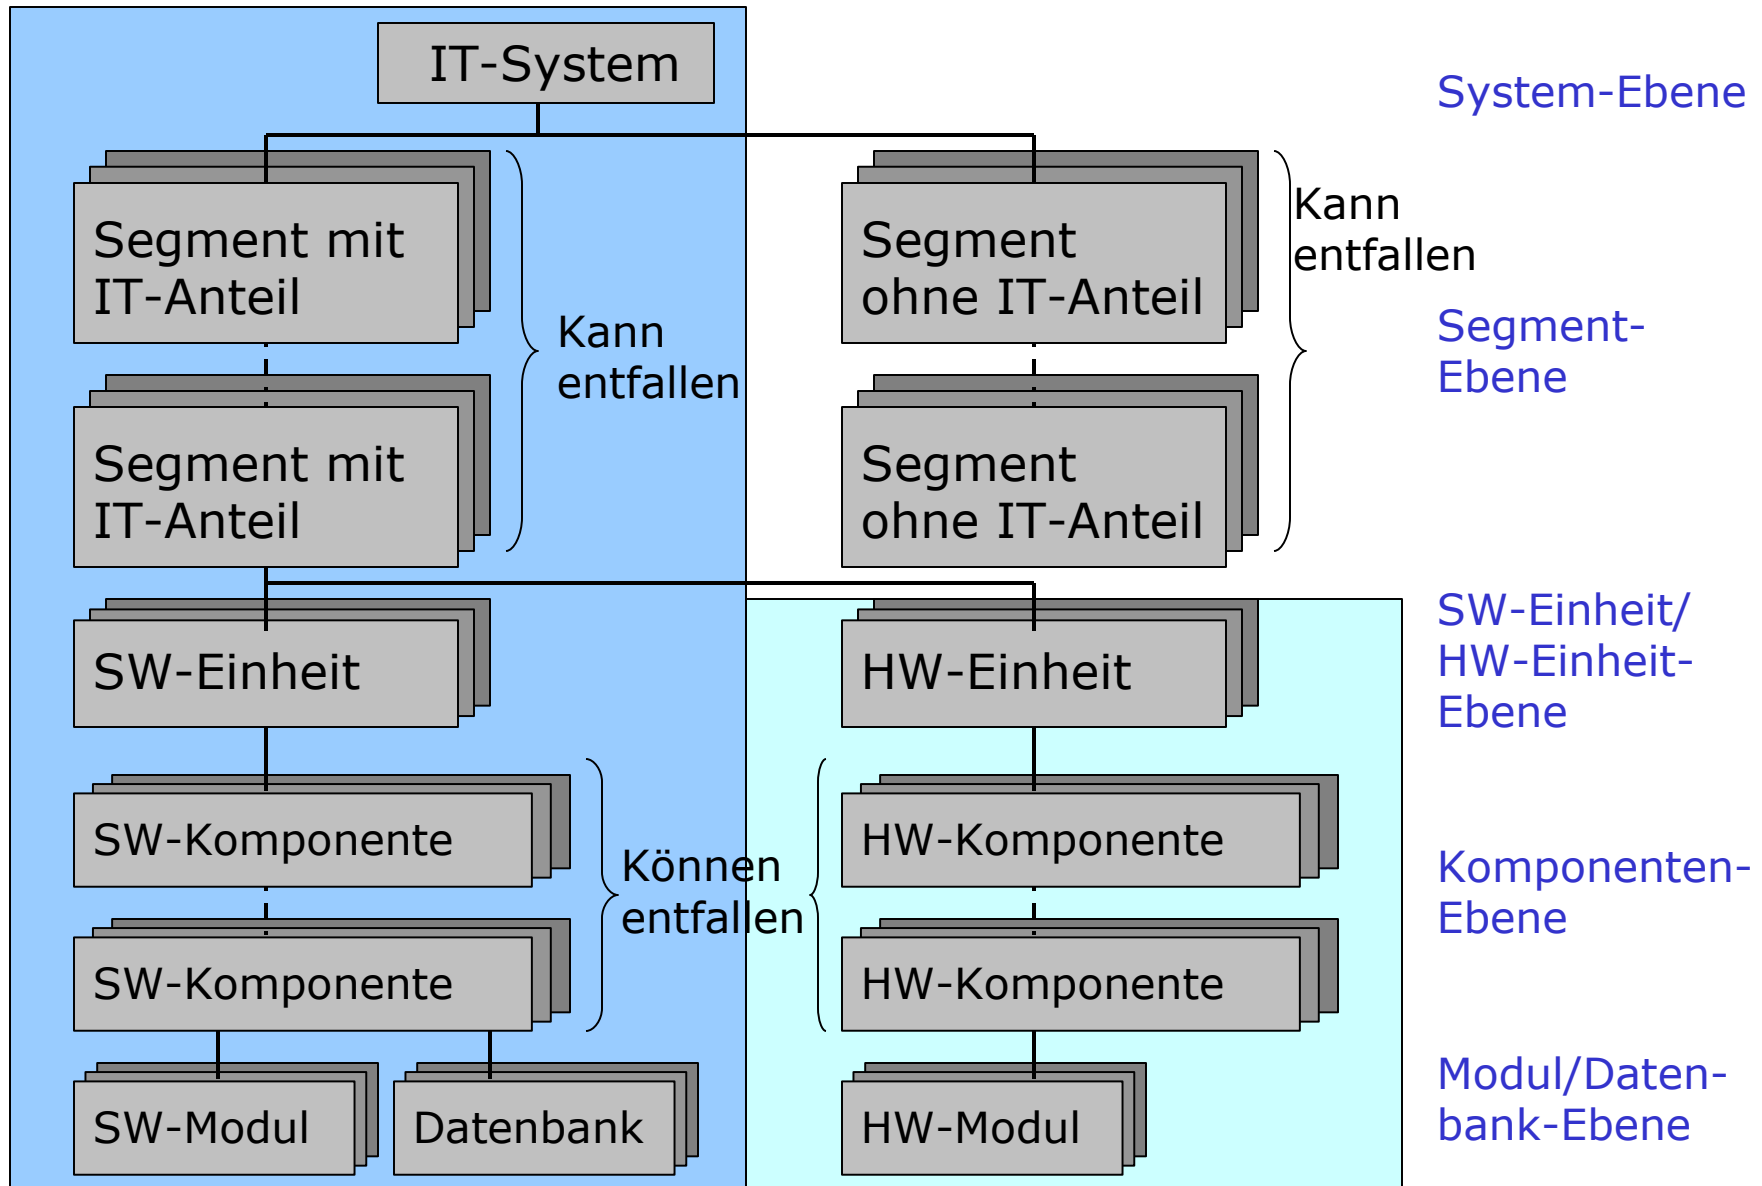 IT-System
System-Ebene
Segment mit
IT-Anteil
Kann
entfallen
Segment
ohne IT-Anteil
Kann
entfallen
Segment-
Ebene
Segment mit
IT-Anteil
Segment
ohne IT-Anteil
SW-Einheit
HW-Einheit
SW-Einheit/
HW-Einheit-
Ebene
SW-Komponente
Können
entfallen
HW-Komponente
Komponenten-
Ebene
SW-Komponente
HW-Komponente
SW-Modul
Datenbank
HW-Modul
Modul/Daten-
bank-Ebene